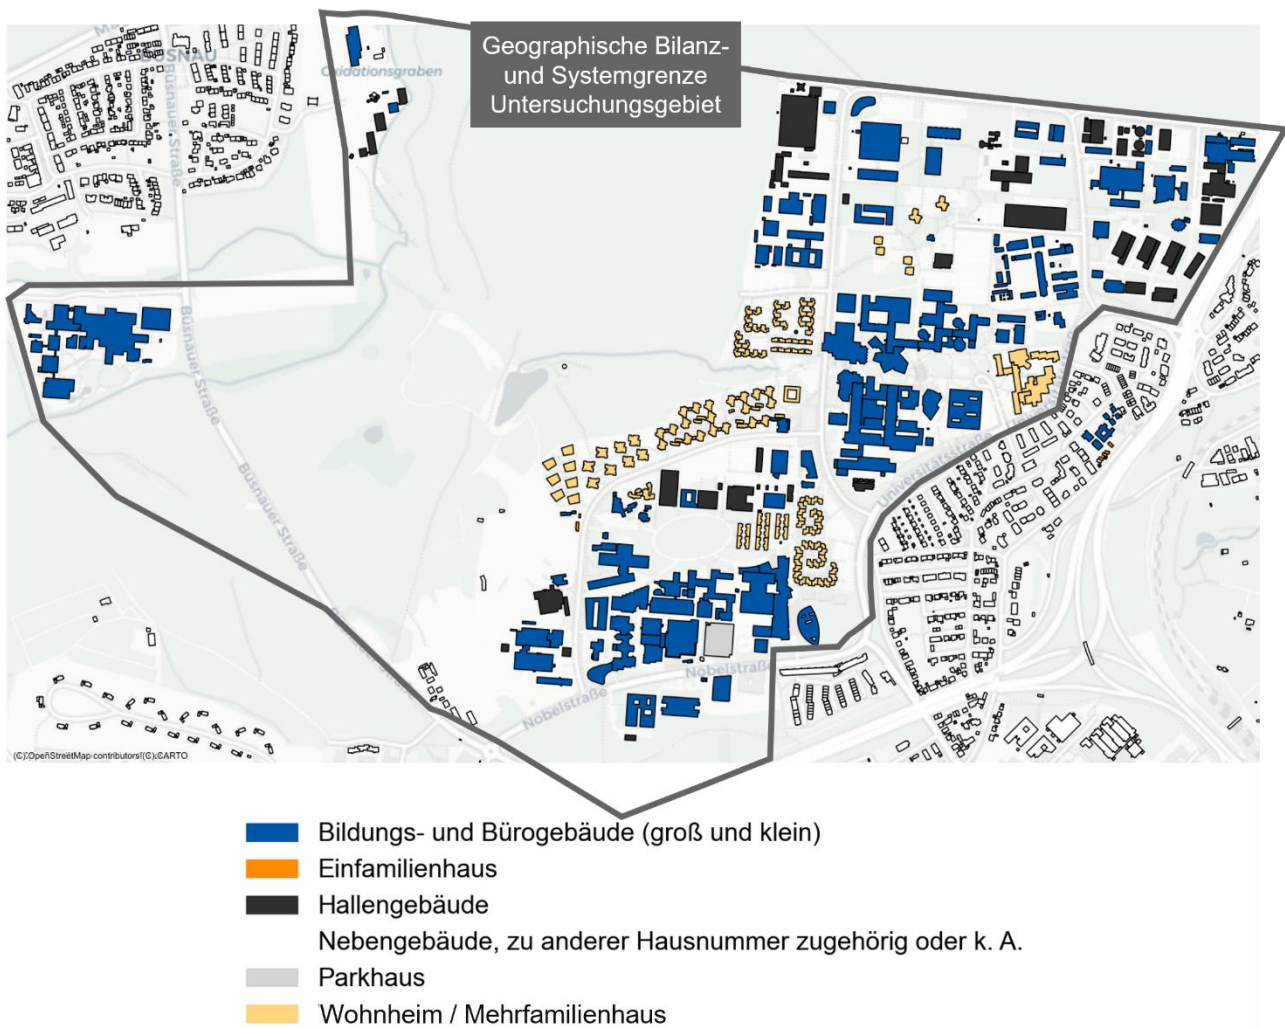 BÜSNAU
Büsnauer Straße
Oxidationsgraben
Geographische Bilanz-
und Systemgrenze
Untersuchungsgebiet
Büsnauer Straße
Büsnauer Straße
Universitätsstraße
Nobelstraße
Nobelstraße
(C) OpenStreetMap contributors (C) CARTO
Bildungs- und Bürogebäude (groß und klein)
Einfamilienhaus
Hallengebäude
Nebengebäude, zu anderer Hausnummer zugehörig oder k. A.
Parkhaus
Wohnheim / Mehrfamilienhaus